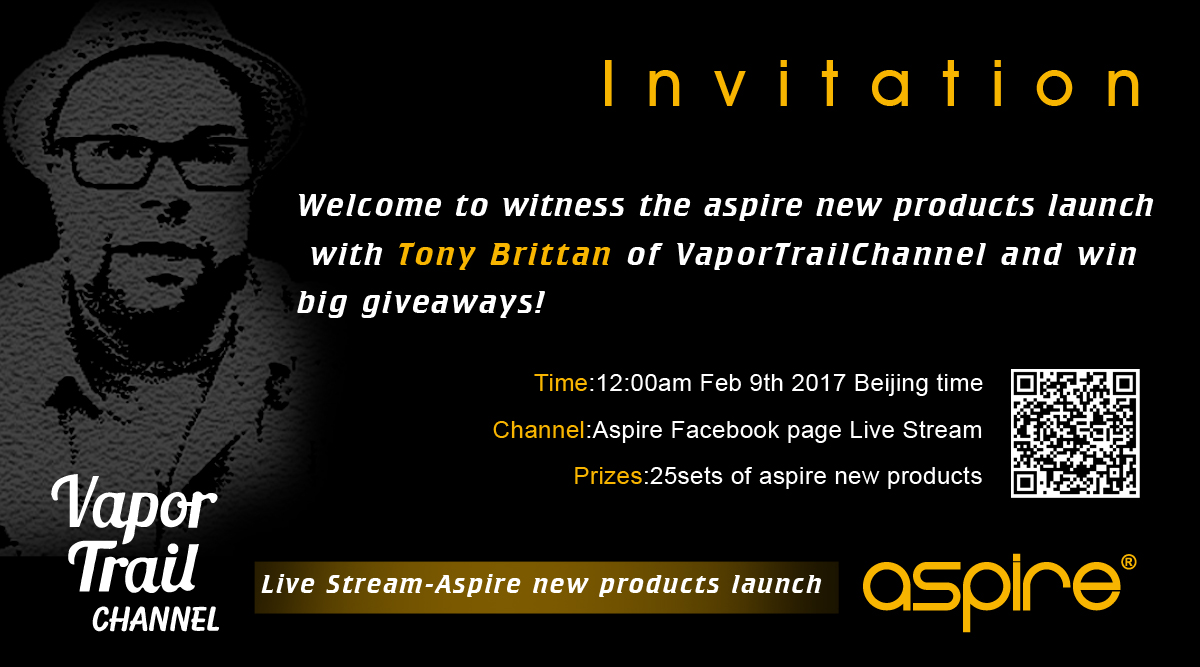 Invitation
Welcome to witness the aspire new products launch
with Tony Brittan of VaporTrailChannel and win
big giveaways!
Time:12:00am Feb 9th 2017 Beijing time
Channel:Aspire Facebook page Live Stream
Prizes:25sets of aspire new products
Vapor
Trail
CHANNEL
Live Stream-Aspire new products launch
aspire®